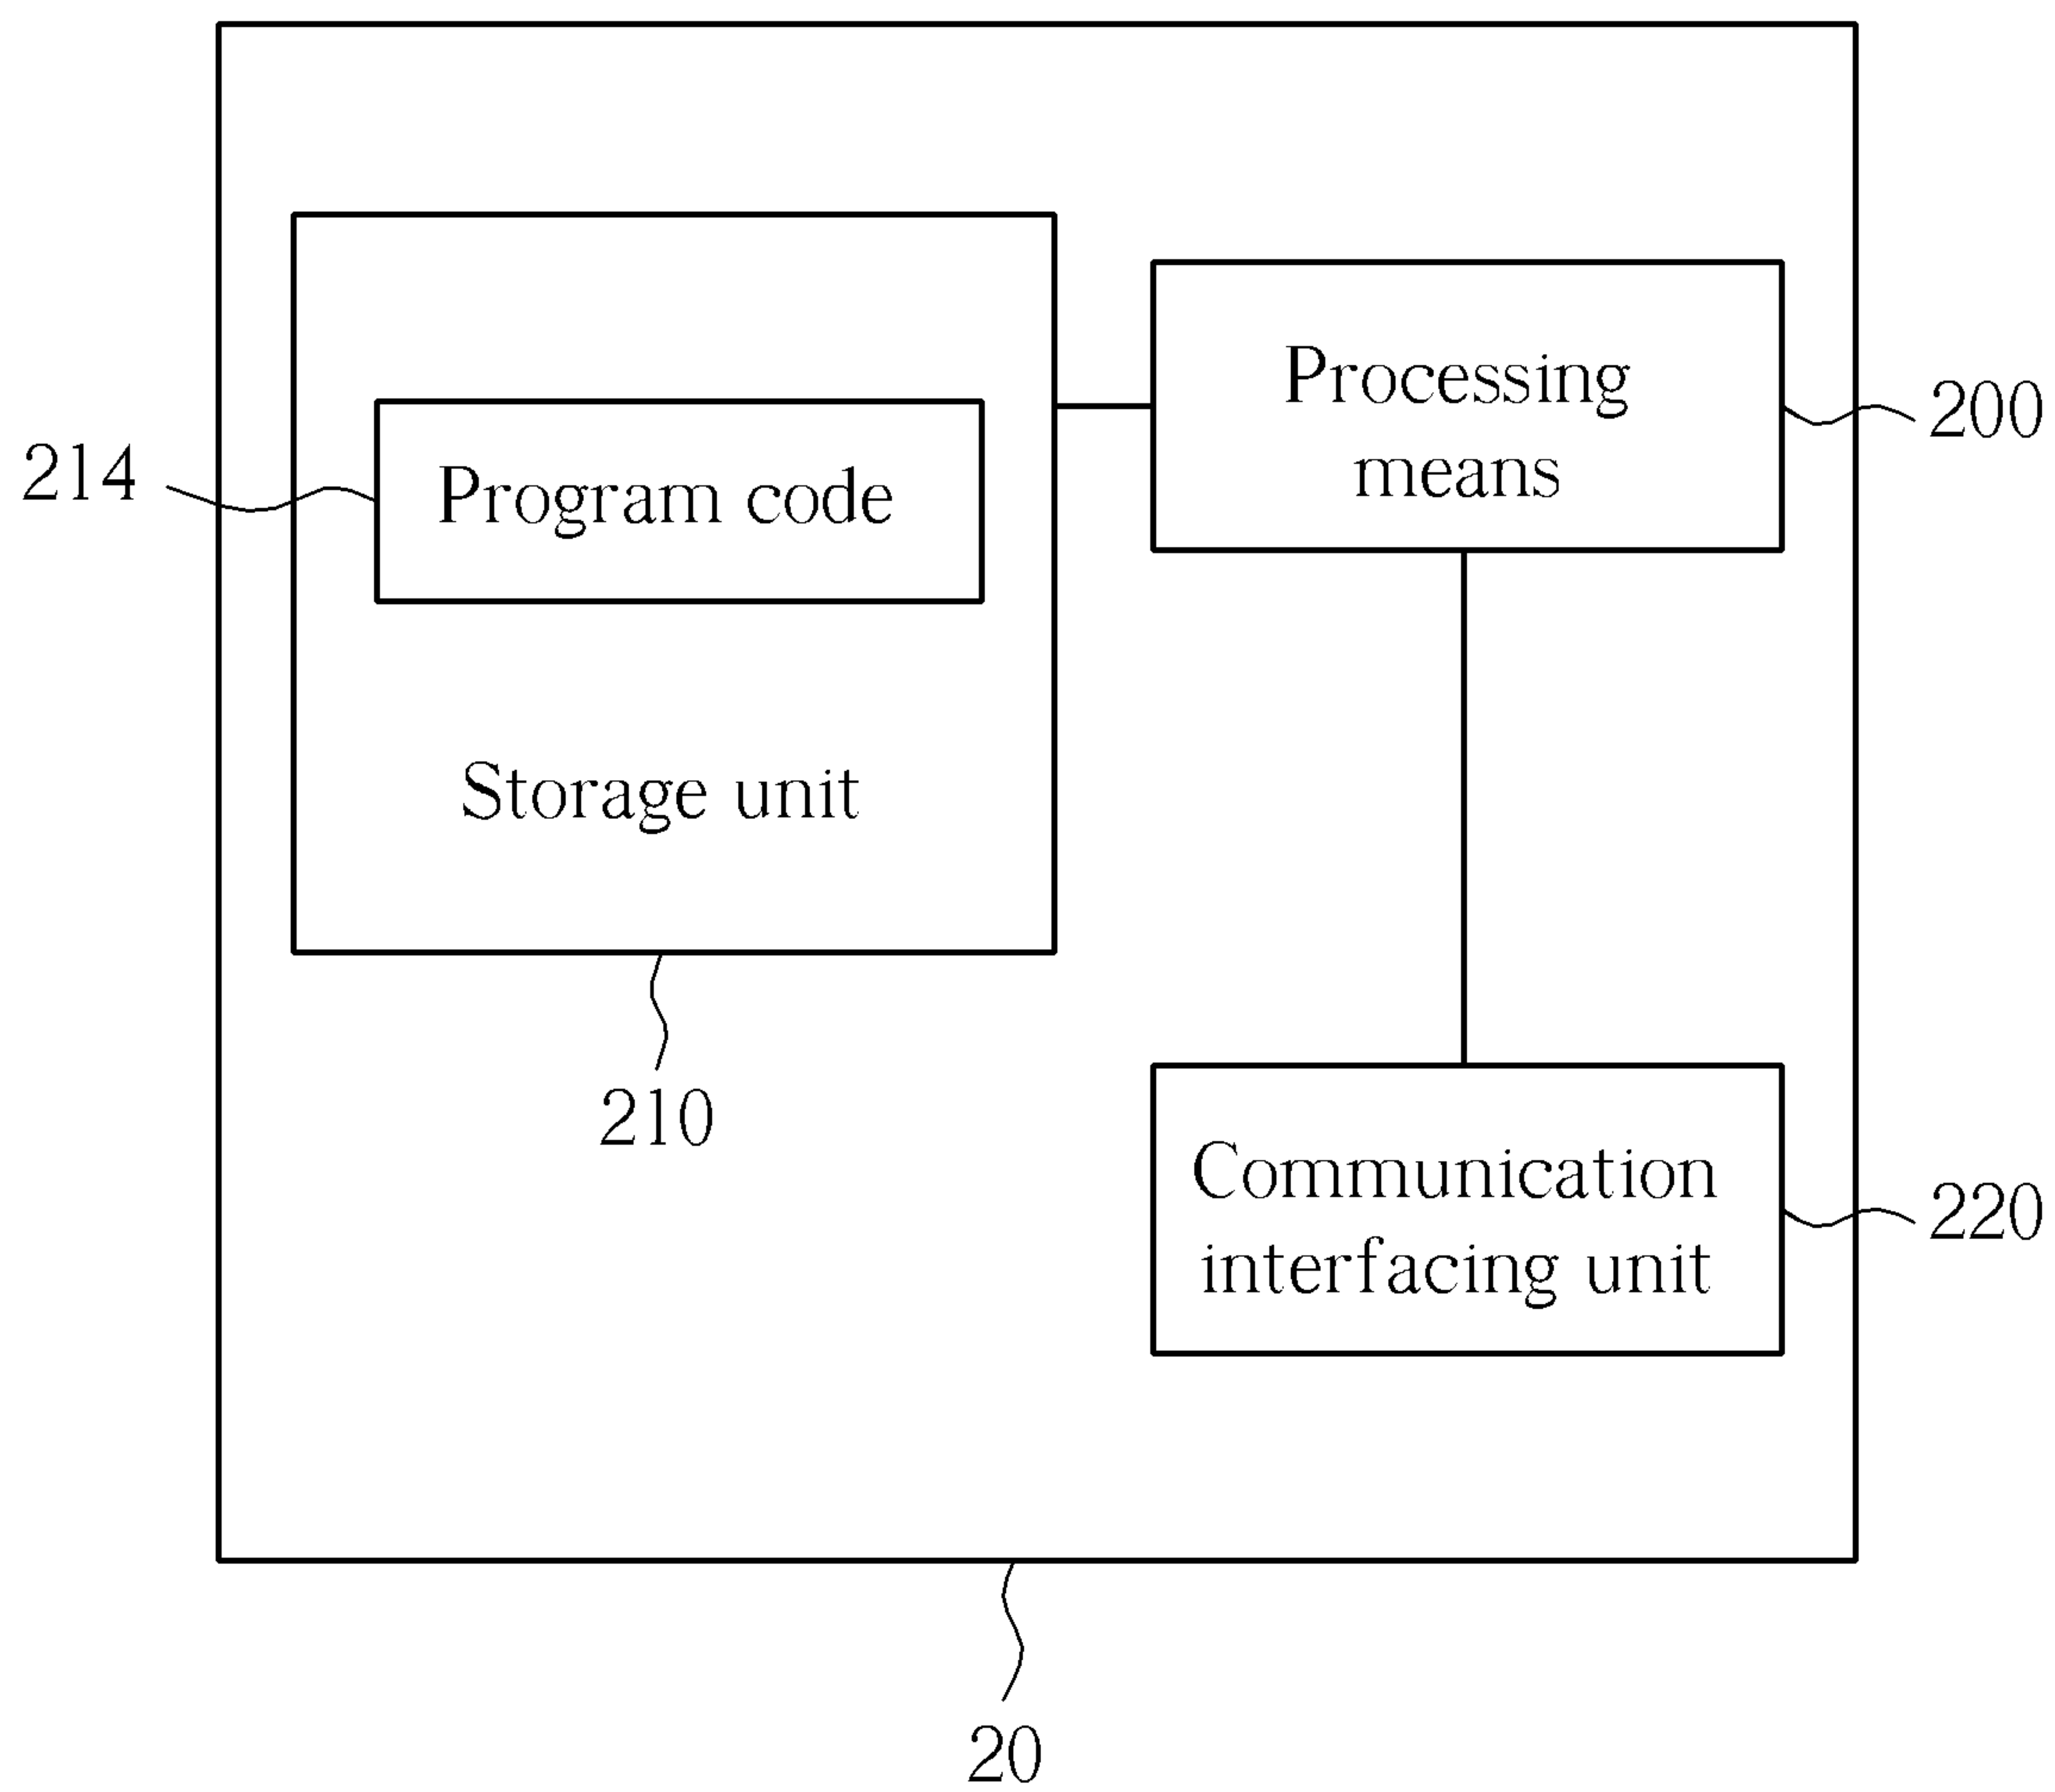 Processing
means
200
214
Program code
Storage unit
210
Communication
interfacing unit
220
20